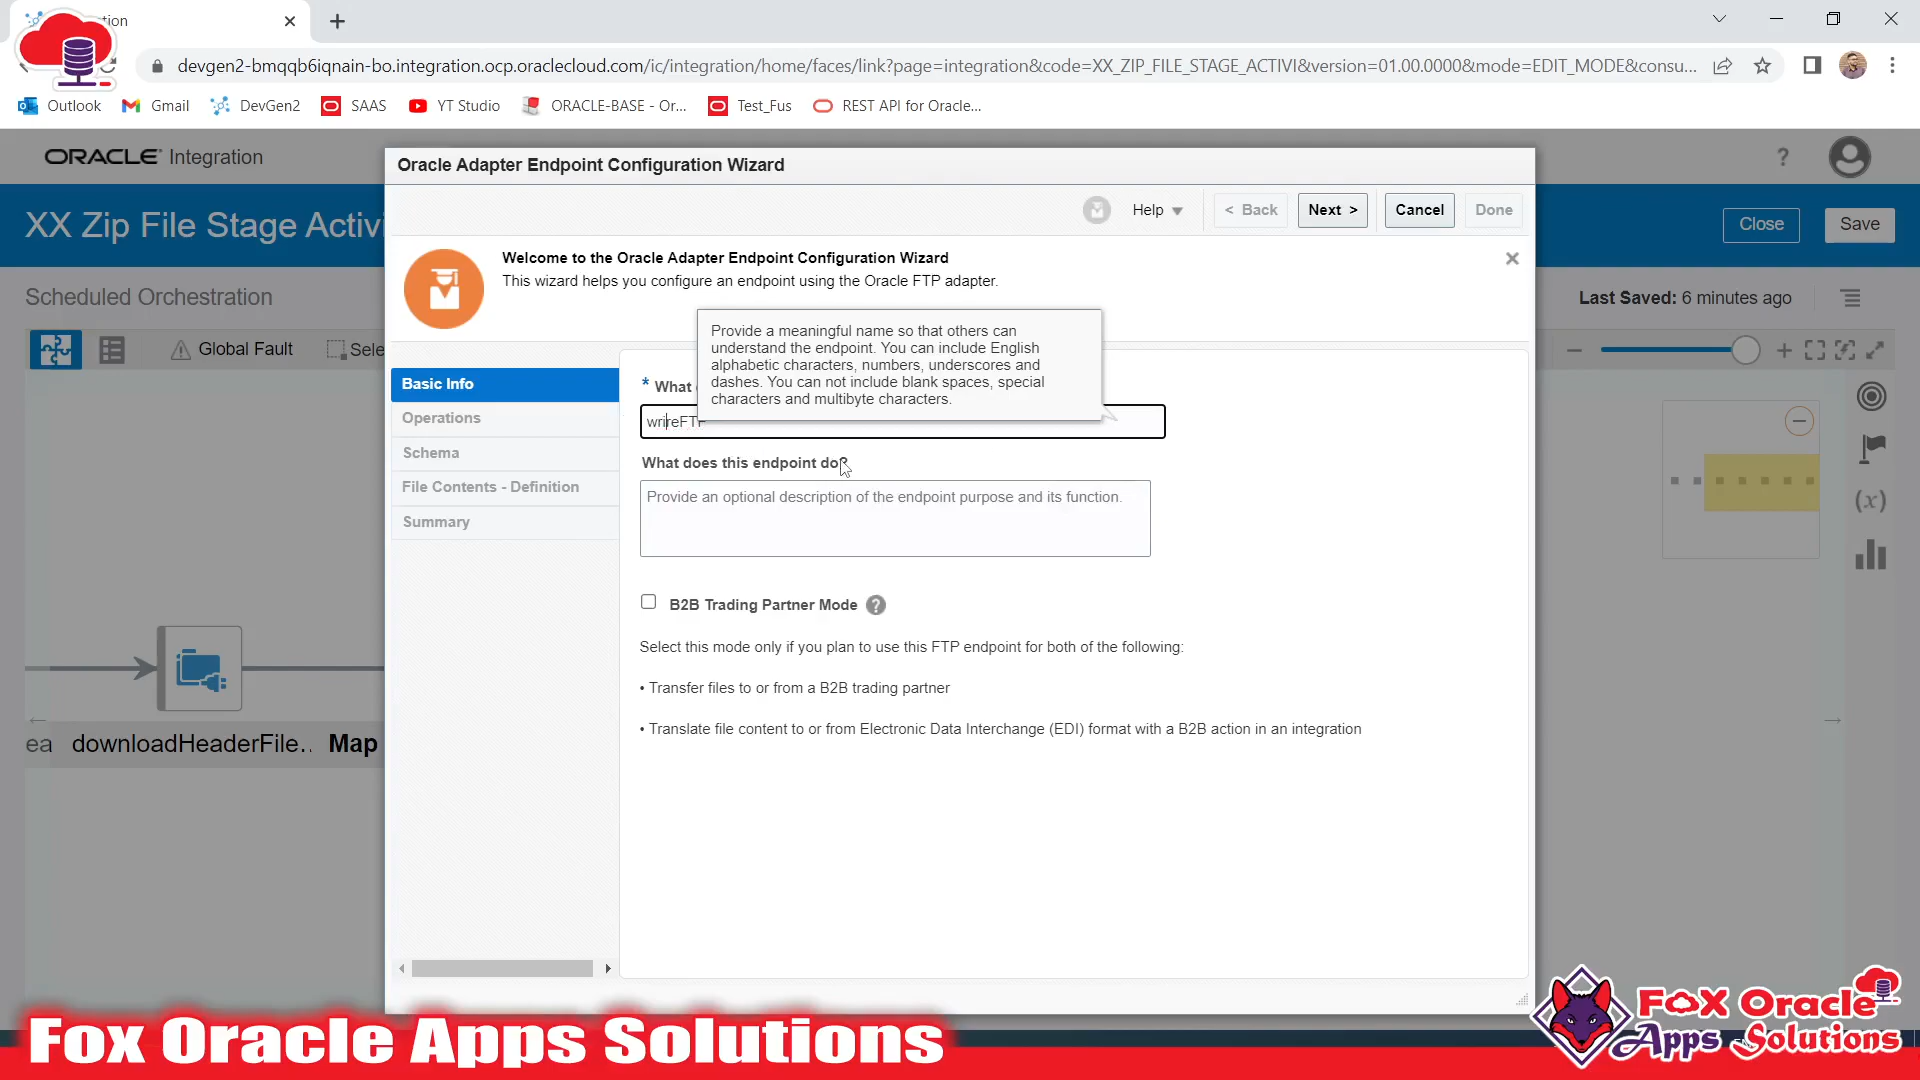 devgen2-bmqqb6iqnain-bo.integration.ocp.oraclecloud.com/ic/integration/home/faces/link?page=integration&code=XX_ZIP_FILE_STAGE_ACTIVI&version=01.00.0000&mode=EDIT_MODE&consu...
Outlook Gmail DevGen2 SAAS YT Studio ORACLE-BASE - Or... Test_Fus REST API for Oracle...
ORACLE Integration
Oracle Adapter Endpoint Configuration Wizard
Help < Back Next > Cancel Done
XX Zip File Stage Activi
Close Save
Welcome to the Oracle Adapter Endpoint Configuration Wizard
This wizard helps you configure an endpoint using the Oracle FTP adapter.
Scheduled Orchestration
Last Saved: 6 minutes ago
Global Fault Sele
Provide a meaningful name so that others can
understand the endpoint. You can include English
alphabetic characters, numbers, underscores and
dashes. You can not include blank spaces, special
characters and multibyte characters.
Basic Info
Operations
Schema
File Contents - Definition
Summary
* What
wrireFTP
What does this endpoint do?
Provide an optional description of the endpoint purpose and its function.
B2B Trading Partner Mode ?
Select this mode only if you plan to use this FTP endpoint for both of the following:
• Transfer files to or from a B2B trading partner
• Translate file content to or from Electronic Data Interchange (EDI) format with a B2B action in an integration
(x)
ea downloadHeaderFile.. Map
Fox Oracle Apps Solutions
Fox Oracle
Apps Solutions